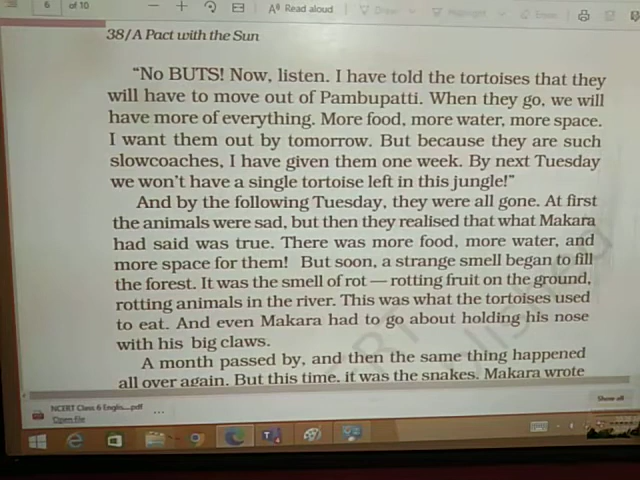 6 of 10 Read aloud Draw Highlight Erase
38/A Pact with the Sun
"No BUTS! Now, listen. I have told the tortoises that they
will have to move out of Pambupatti. When they go, we will
have more of everything. More food, more water, more space.
I want them out by tomorrow. But because they are such
slowcoaches, I have given them one week. By next Tuesday
we won't have a single tortoise left in this jungle!"
And by the following Tuesday, they were all gone. At first
the animals were sad, but then they realised that what Makara
had said was true. There was more food, more water, and
more space for them! But soon, a strange smell began to fill
the forest. It was the smell of rot — rotting fruit on the ground,
rotting animals in the river. This was what the tortoises used
to eat. And even Makara had to go about holding his nose
with his big claws.
A month passed by, and then the same thing happened
all over again. But this time, it was the snakes. Makara wrote
NCERT Class 6 Englis....pdf
Open file
Show all